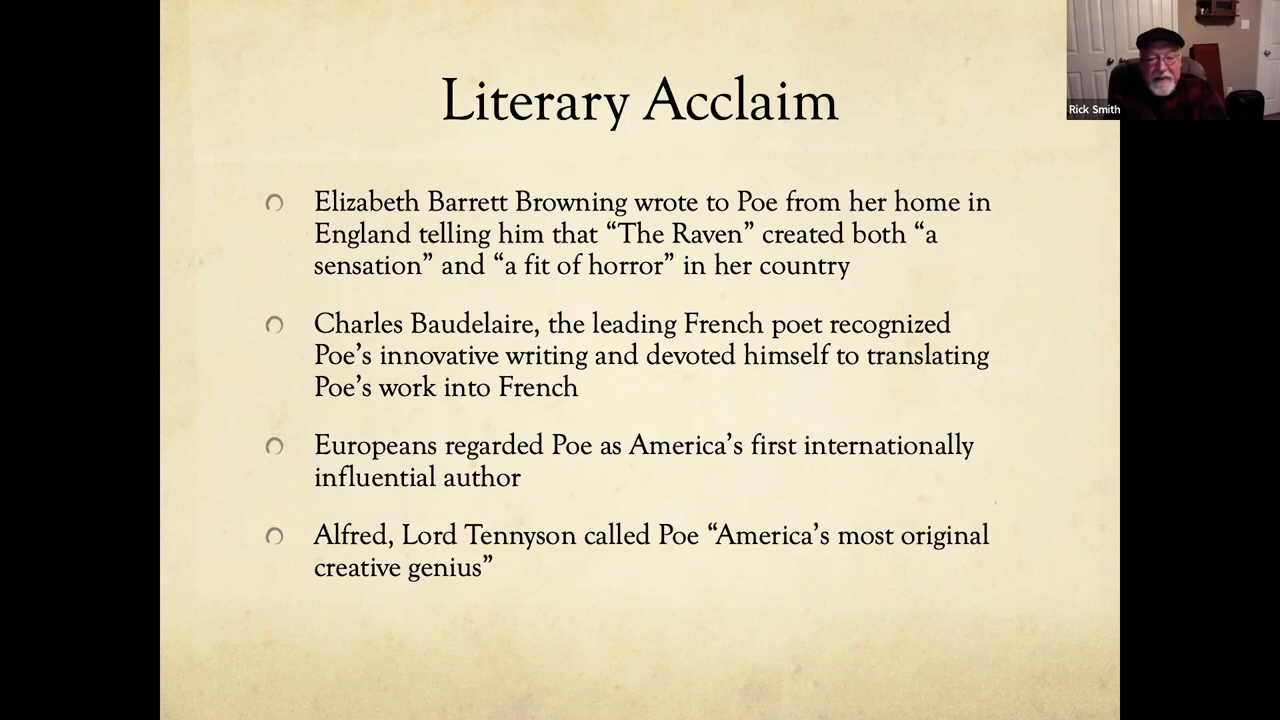 Literary Acclaim
Rick Smith
Elizabeth Barrett Browning wrote to Poe from her home in
England telling him that “The Raven” created both “a
sensation” and “a fit of horror” in her country
Charles Baudelaire, the leading French poet recognized
Poe’s innovative writing and devoted himself to translating
Poe’s work into French
Europeans regarded Poe as America’s first internationally
influential author
Alfred, Lord Tennyson called Poe “America’s most original
creative genius”